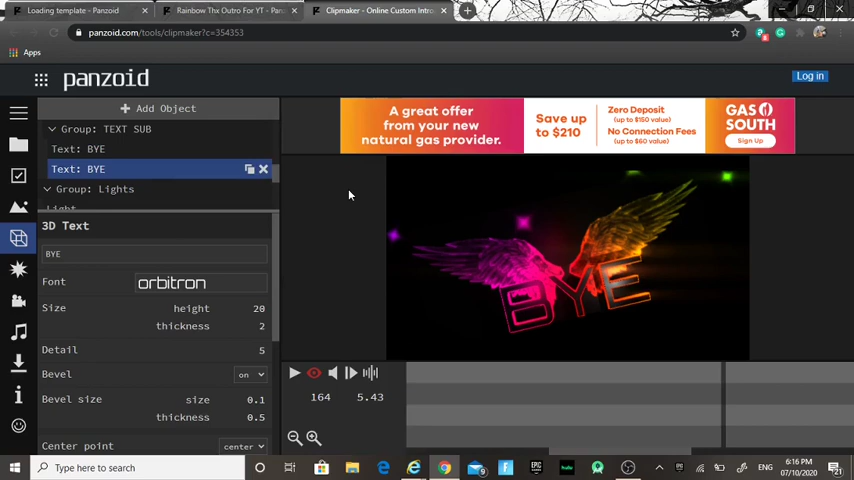 Loading template - Panzoid
Rainbow Thx Outro For YT - Pan
Clipmaker - Online Custom Intro
panzoid.com/tools/clipmaker?c=354353
Apps
panzoid
Log in
Add Object
A great offer
from your new
natural gas provider.
Save up
to $210
Zero Deposit
(up to $150 value)
No Connection Fees
(up to $60 value)
GAS
SOUTH
Sign Up
Group: TEXT SUB
Text: BYE
Text: BYE
Group: Lights
Light
3D Text
BYE
Font orbitron
Size height 20
thickness 2
Detail 5
Bevel on
Bevel size size 0.1
thickness 0.5
Center point center
BYE
164 5.43
Type here to search
hulu
ENG
6:16 PM
07/10/2020
21